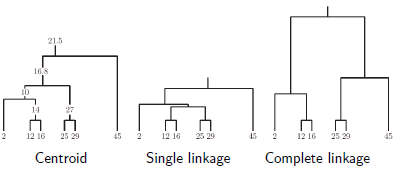 21.5
16.8
10
14
27
2 12 16 25 29 45
2 12 16 25 29 45
2 12 16 25 29 45
Centroid
Single linkage
Complete linkage